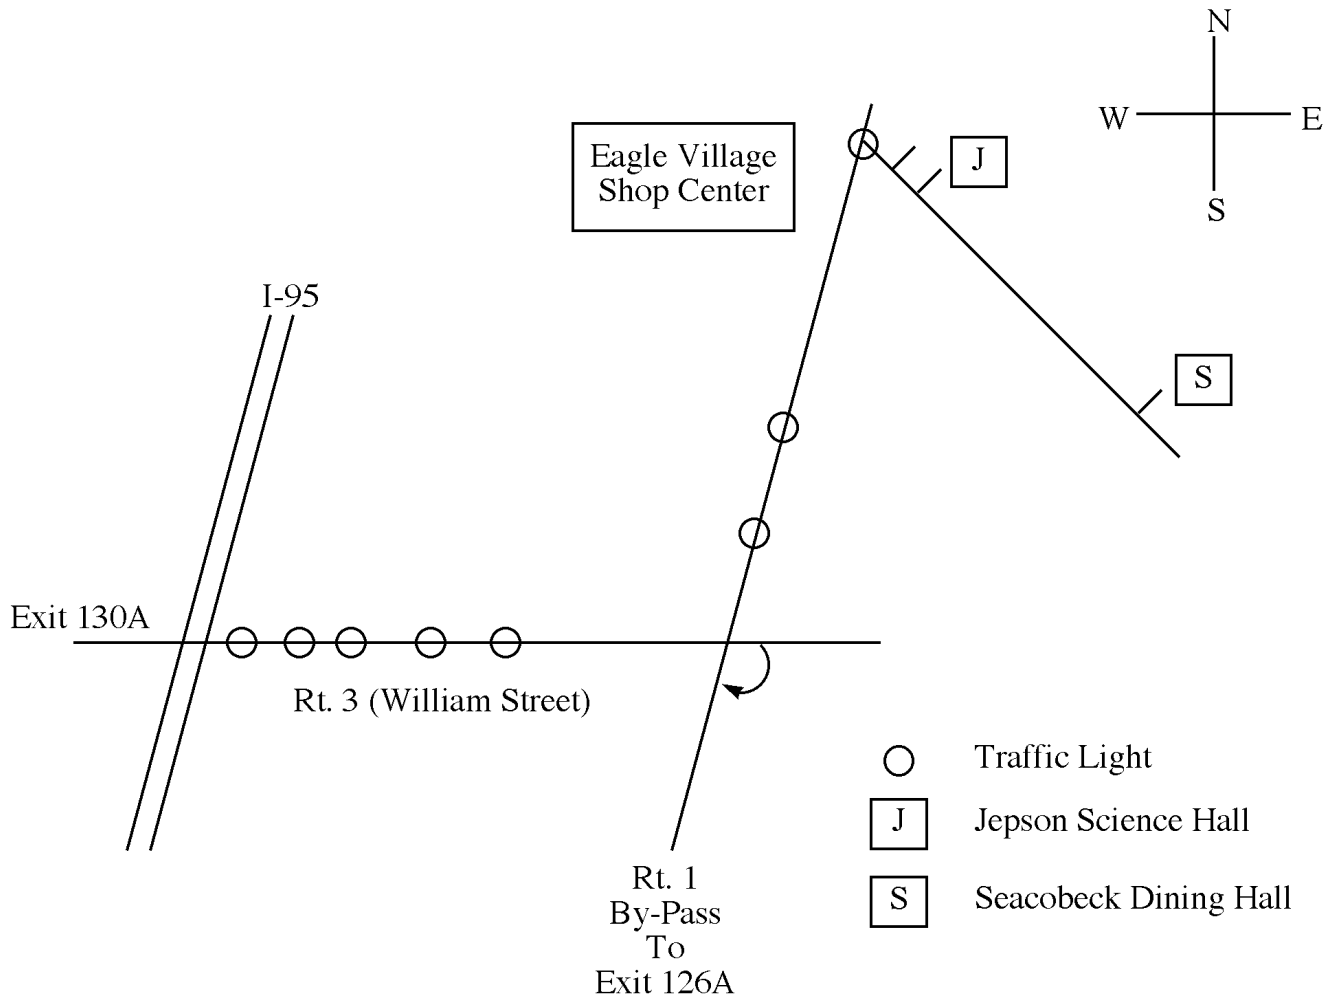 N
W
E
S
Eagle Village
Shop Center
J
I-95
S
Exit 130A
Rt. 3 (William Street)
Traffic Light
J
Jepson Science Hall
S
Seacobeck Dining Hall
Rt. 1
By-Pass
To
Exit 126A